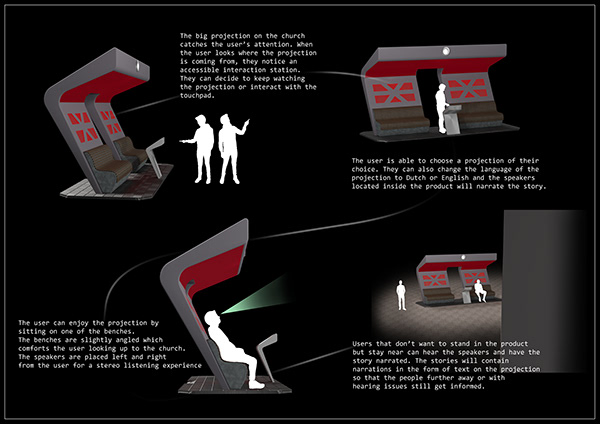 The big projection on the church
catches the user's attention. When
the user looks where the projection
is coming from, they notice an
accessible interaction station.
They can decide to keep watching
the projection or interact with the
touchpad.
The user is able to choose a projection of their
choice. They can also change the language of the
projection to Dutch or English and the speakers
located inside the product will narrate the story.
The user can enjoy the projection by
sitting on one of the benches.
The benches are slightly angled which
comforts the user looking up to the church.
The speakers are placed left and right
from the user for a stereo listening experience
Users that don't want to stand in the product
but stay near can hear the speakers and have the
story narrated. The stories will contain
narrations in the form of text on the projection
so that the people further away or with
hearing issues still get informed.